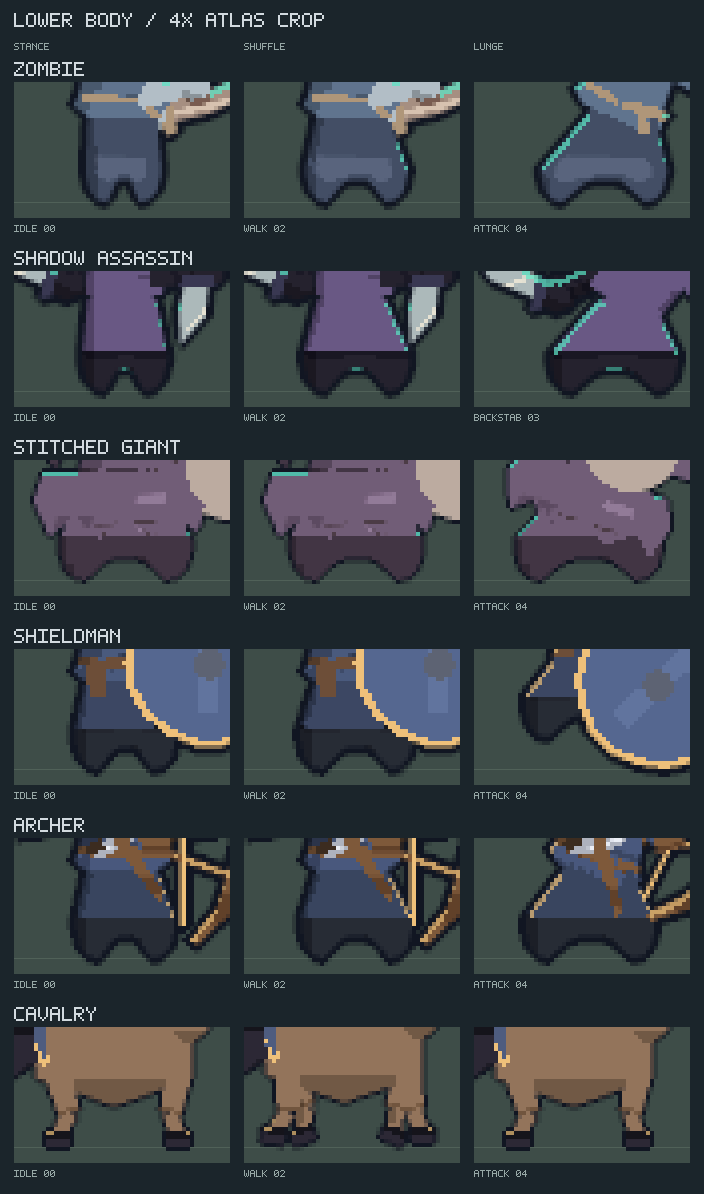 LOWER BODY / 4X ATLAS CROP
STANCE SHUFFLE LUNGE
ZOMBIE
IDLE 00 WALK 02 ATTACK 04
SHADOW ASSASSIN
IDLE 00 WALK 02 BACKSTAB 03
STITCHED GIANT
IDLE 00 WALK 02 ATTACK 04
SHIELDMAN
IDLE 00 WALK 02 ATTACK 04
ARCHER
IDLE 00 WALK 02 ATTACK 04
CAVALRY
IDLE 00 WALK 02 ATTACK 04